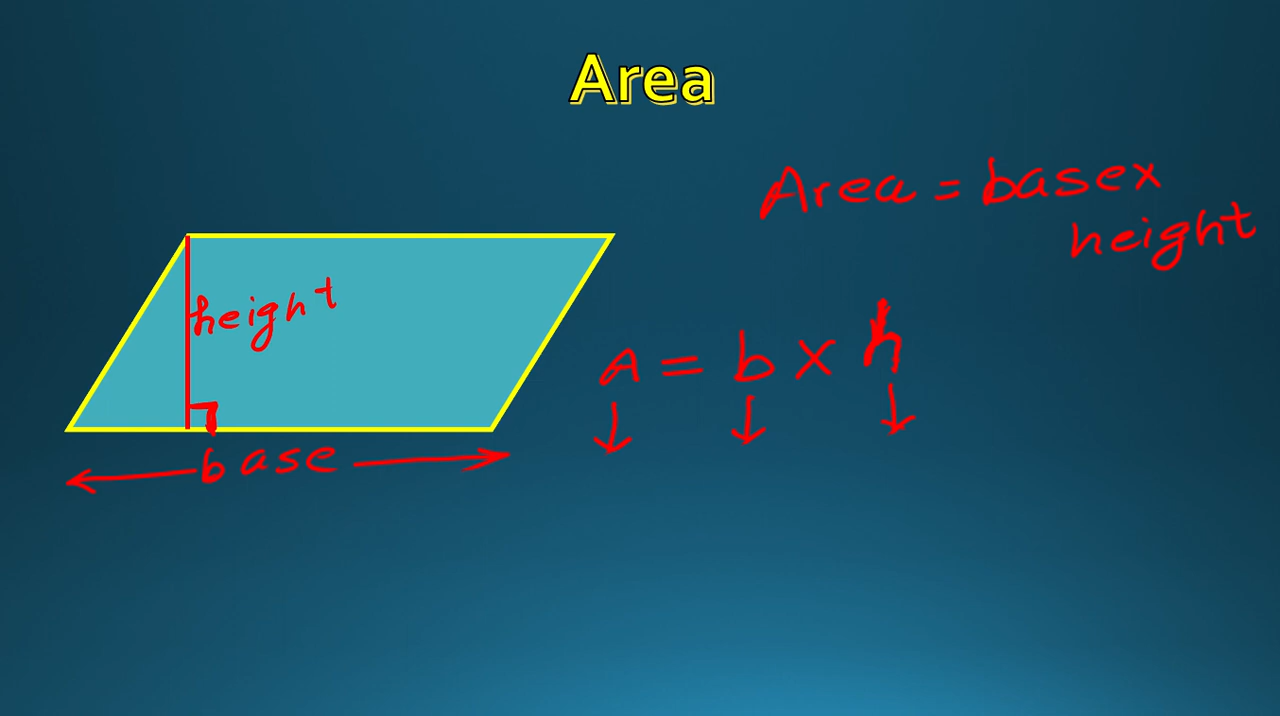 Area
Area = base x
height
height
A = b x h
base